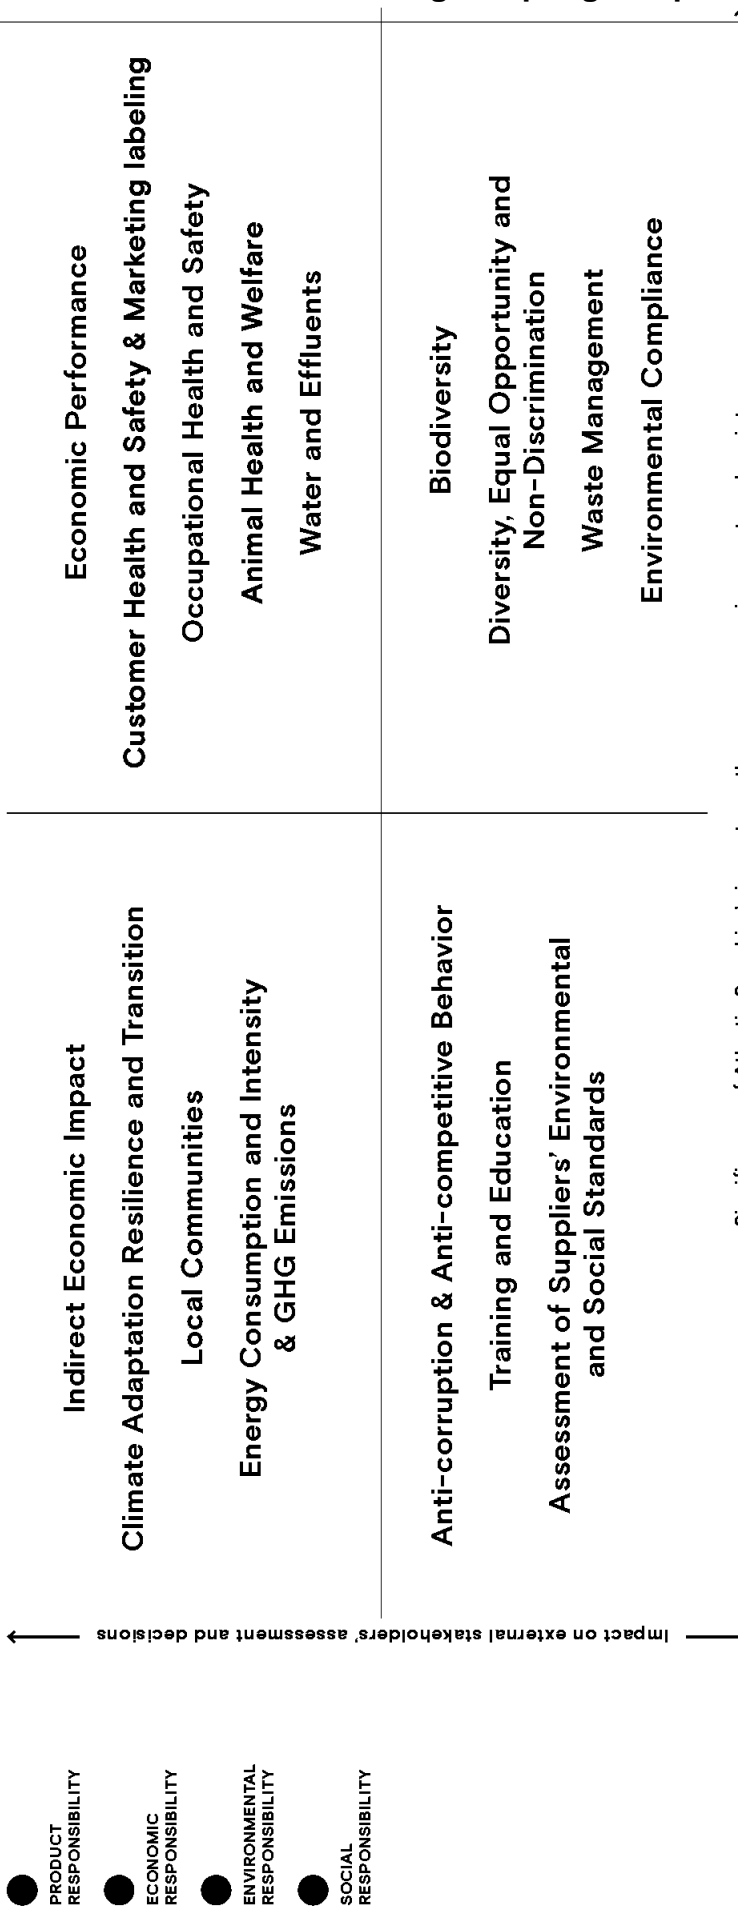 PRODUCT
RESPONSIBILITY
ECONOMIC
RESPONSIBILITY
ENVIRONMENTAL
RESPONSIBILITY
SOCIAL
RESPONSIBILITY
Impact on external stakeholders' assessment and decisions
Indirect Economic Impact
Climate Adaptation Resilience and Transition
Local Communities
Energy Consumption and Intensity
& GHG Emissions
Economic Performance
Customer Health and Safety & Marketing labeling
Occupational Health and Safety
Animal Health and Welfare
Water and Effluents
Anti-corruption & Anti-competitive Behavior
Training and Education
Assessment of Suppliers’ Environmental
and Social Standards
Biodiversity
Diversity, Equal Opportunity and
Non-Discrimination
Waste Management
Environmental Compliance